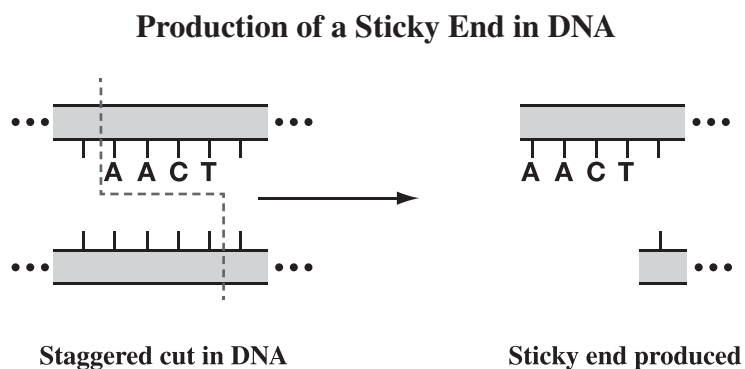 Production of a Sticky End in DNA
A A C T
A A C T
Staggered cut in DNA
Sticky end produced